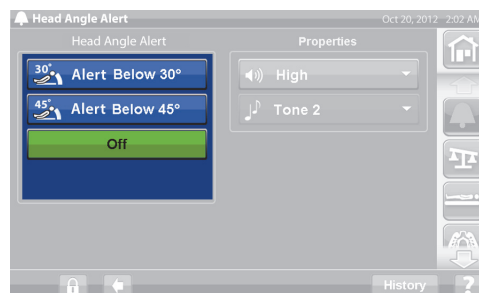 Head Angle Alert
Oct 20, 2012 2:02 AM
Head Angle Alert
Properties
30° Alert Below 30°
High
45° Alert Below 45°
Tone 2
Off
History
?